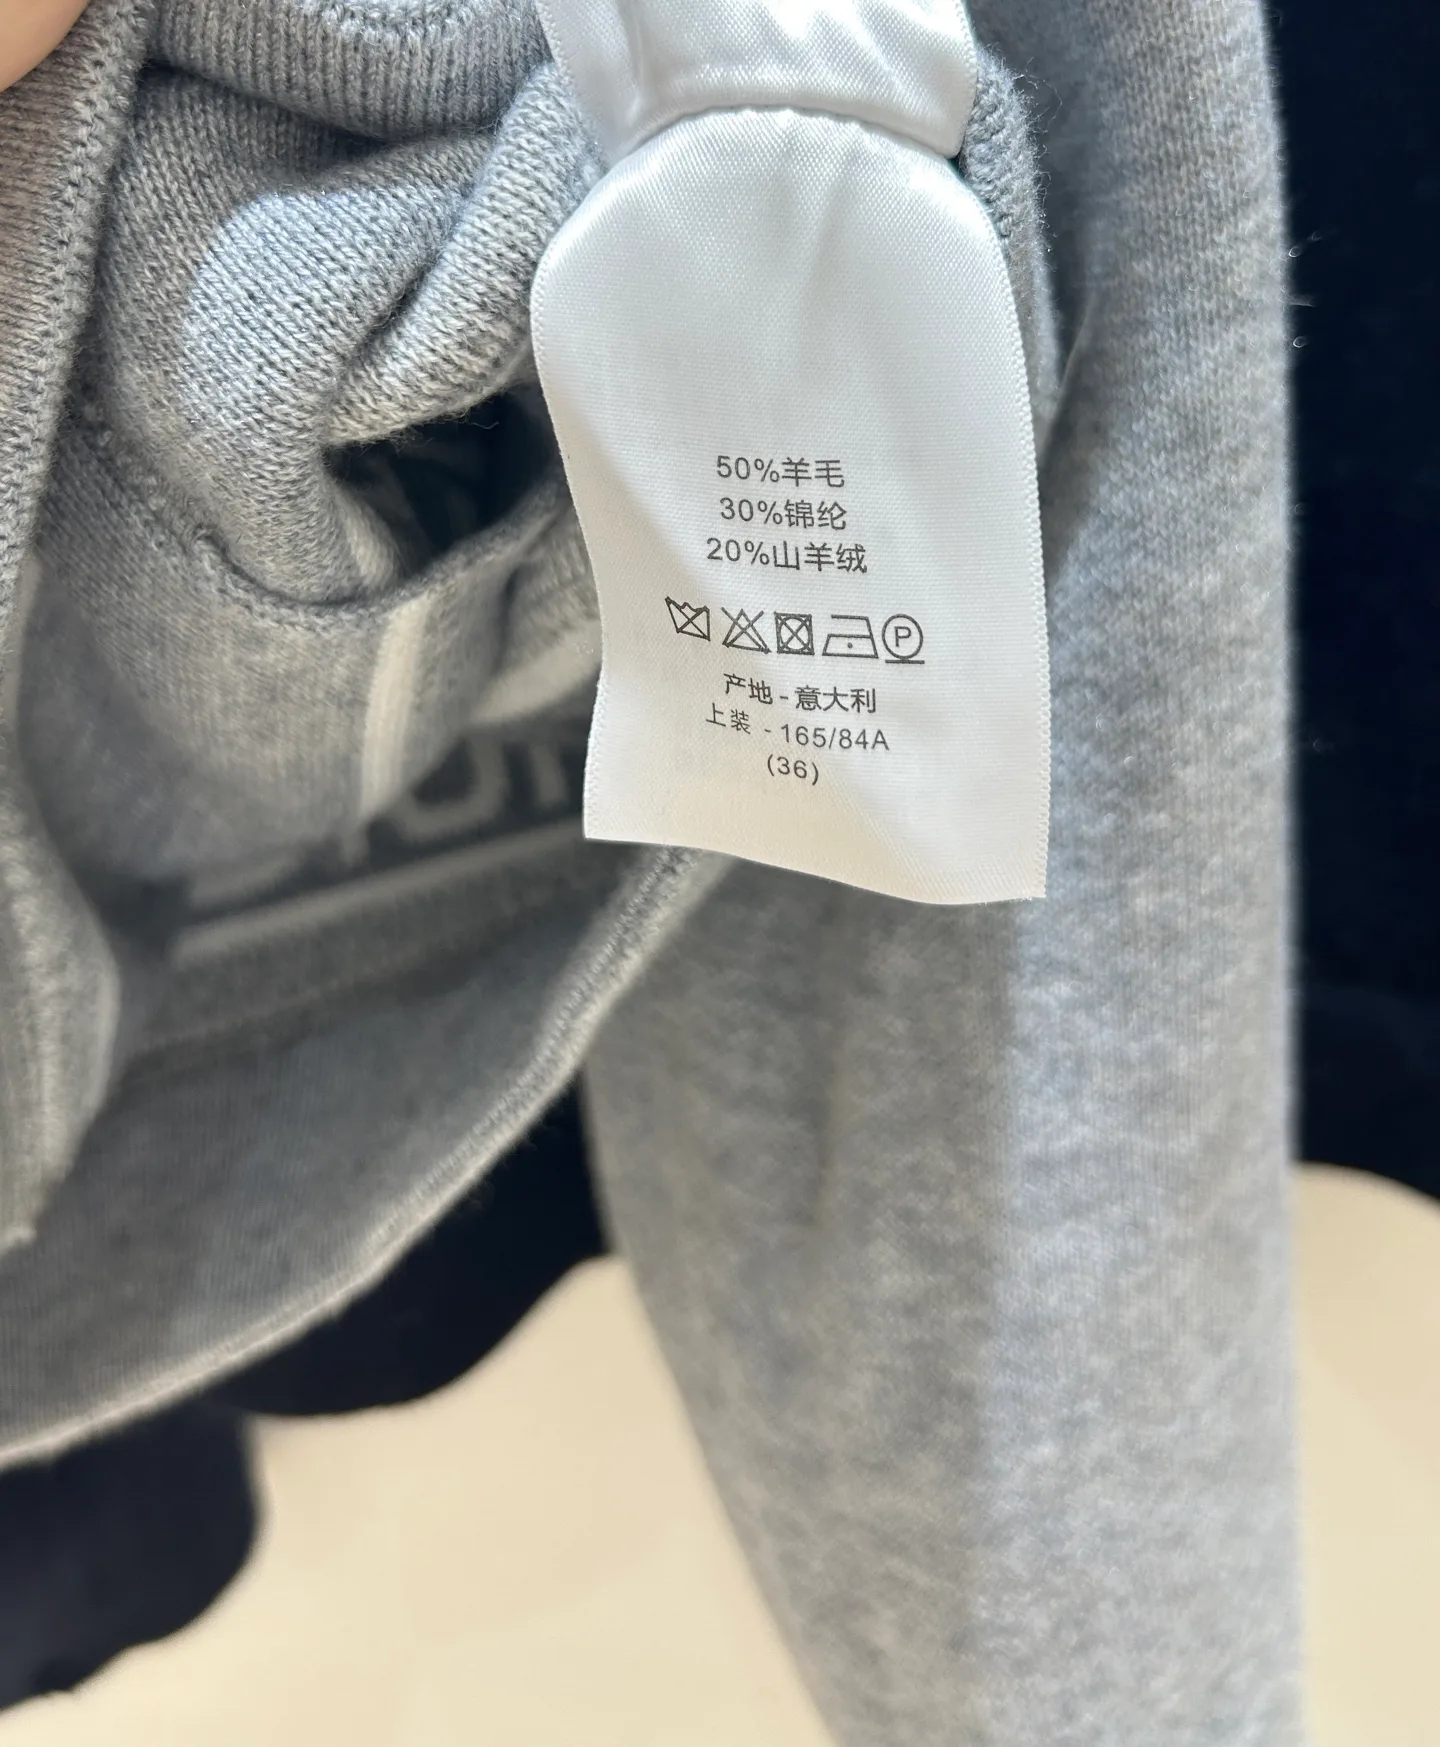 50%羊毛
30%锦纶
20%山羊绒
P
产地 - 意大利
上装 - 165/84A
(36)